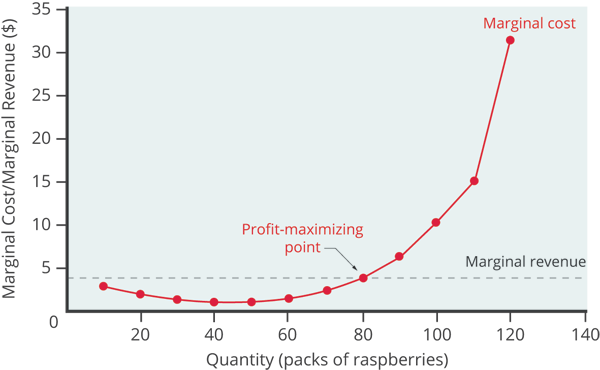 Marginal Cost/Marginal Revenue ($)
35
30
25
20
15
10
5
0
Marginal cost
Profit-maximizing
point
Marginal revenue
20
40
60
80
100
120
140
Quantity (packs of raspberries)